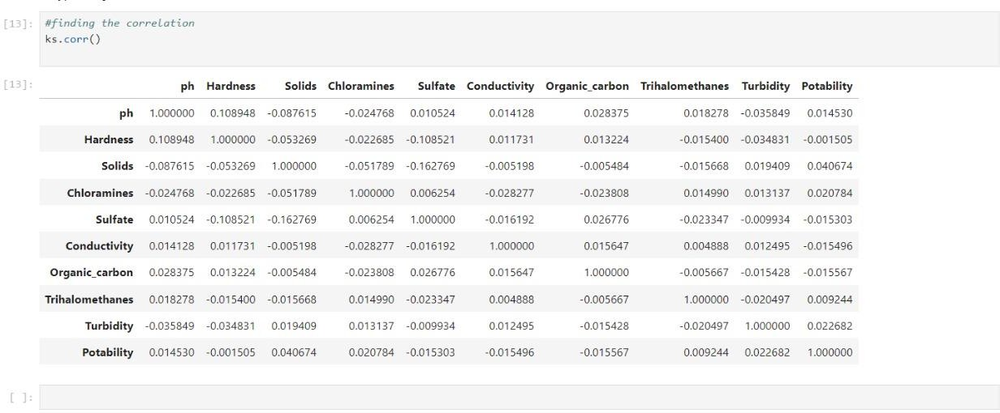 [13]: #finding the correlation
ks.corr()
[13]: ph Hardness Solids Chloramines Sulfate Conductivity Organic_carbon Trihalomethanes Turbidity Potability
ph 1.000000 0.108948 -0.087615 -0.024768 0.010524 0.014128 0.028375 0.018278 -0.035849 0.014530
Hardness 0.108948 1.000000 -0.053269 -0.022685 -0.108521 0.011731 0.013224 -0.015400 -0.034831 -0.001505
Solids -0.087615 -0.053269 1.000000 -0.051789 -0.162769 -0.005198 -0.005484 -0.015668 0.019409 0.040674
Chloramines -0.024768 -0.022685 -0.051789 1.000000 0.006254 -0.028277 -0.023808 0.014990 0.013137 0.020784
Sulfate 0.010524 -0.108521 -0.162769 0.006254 1.000000 -0.016192 0.026776 -0.023347 -0.009934 -0.015303
Conductivity 0.014128 0.011731 -0.005198 -0.028277 -0.016192 1.000000 0.015647 0.004888 0.012495 -0.015496
Organic_carbon 0.028375 0.013224 -0.005484 -0.023808 0.026776 0.015647 1.000000 -0.005667 -0.015428 -0.015567
Trihalomethanes 0.018278 -0.015400 -0.015668 0.014990 -0.023347 0.004888 -0.005667 1.000000 -0.020497 0.009244
Turbidity -0.035849 -0.034831 0.019409 0.013137 -0.009934 0.012495 -0.015428 -0.020497 1.000000 0.022682
Potability 0.014530 -0.001505 0.040674 0.020784 -0.015303 -0.015496 -0.015567 0.009244 0.022682 1.000000
[ ]: